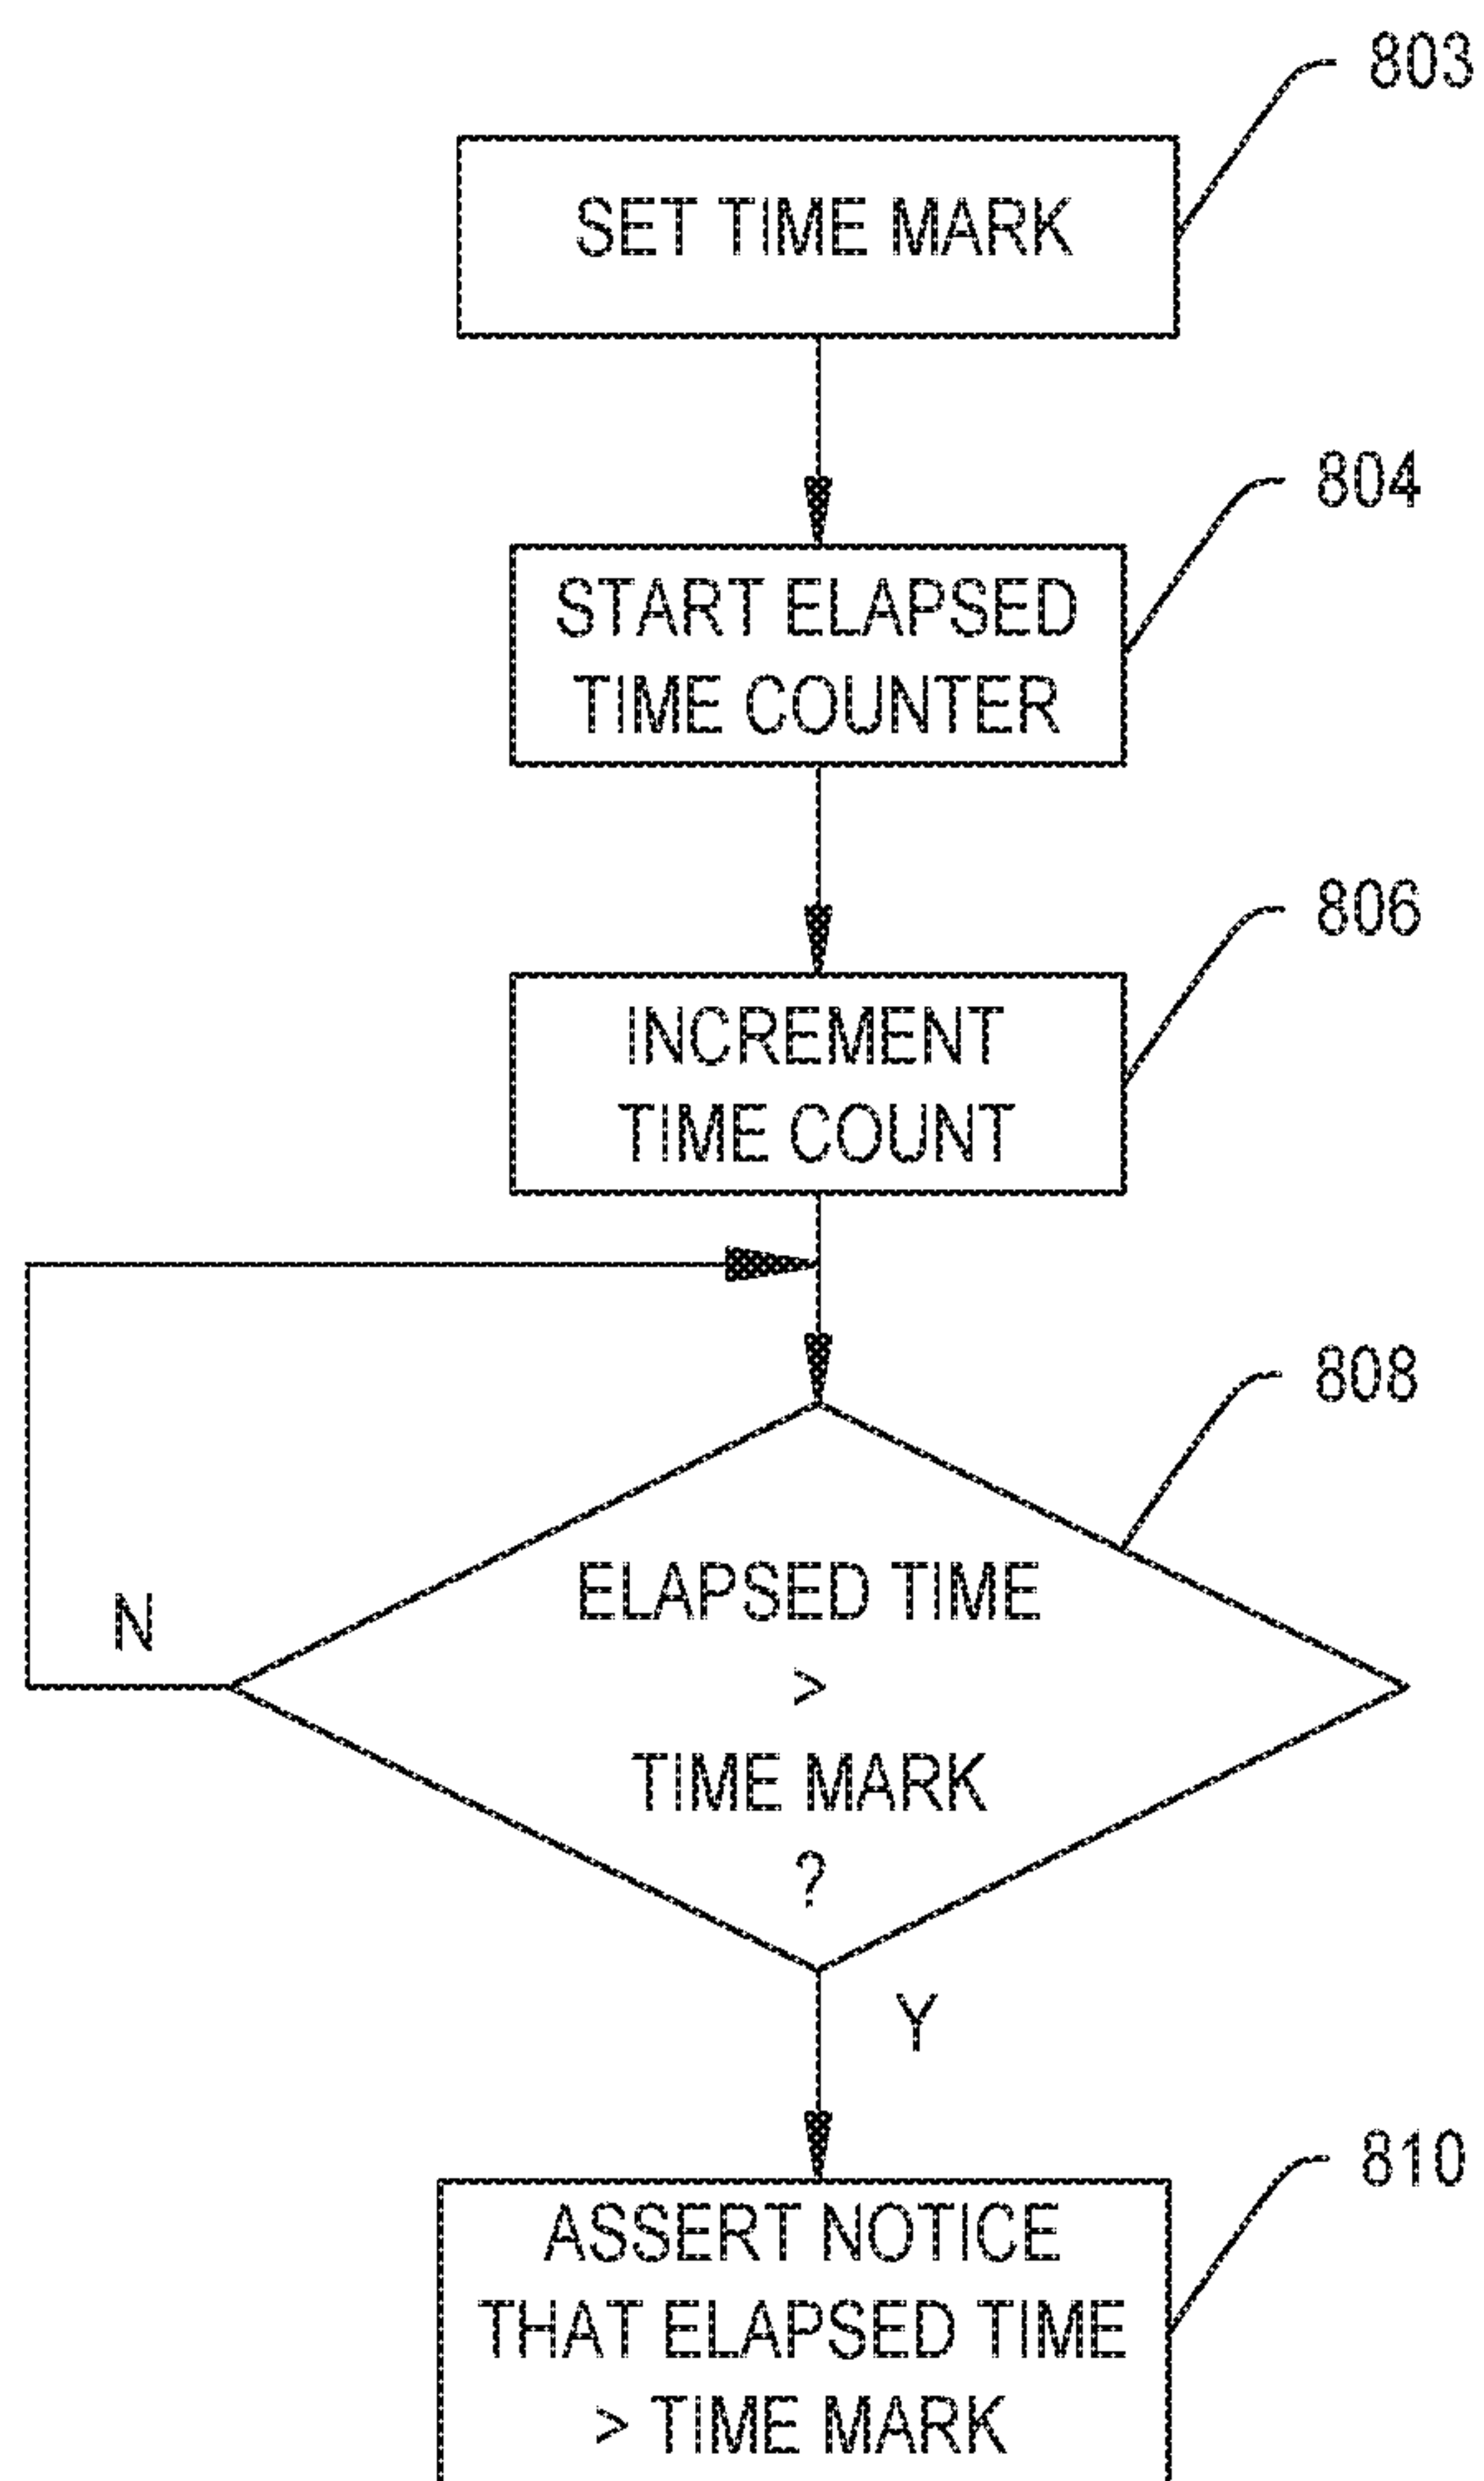 803
SET TIME MARK
804
START ELAPSED
TIME COUNTER
806
INCREMENT
TIME COUNT
808
ELAPSED TIME
>
TIME MARK
?
N
Y
810
ASSERT NOTICE
THAT ELAPSED TIME
> TIME MARK